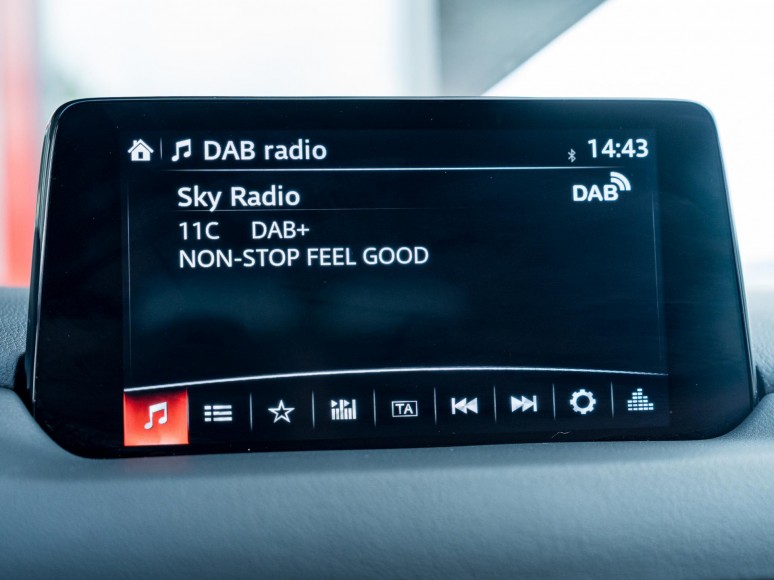 DAB radio 14:43
Sky Radio DAB
11C DAB+
NON-STOP FEEL GOOD
TA